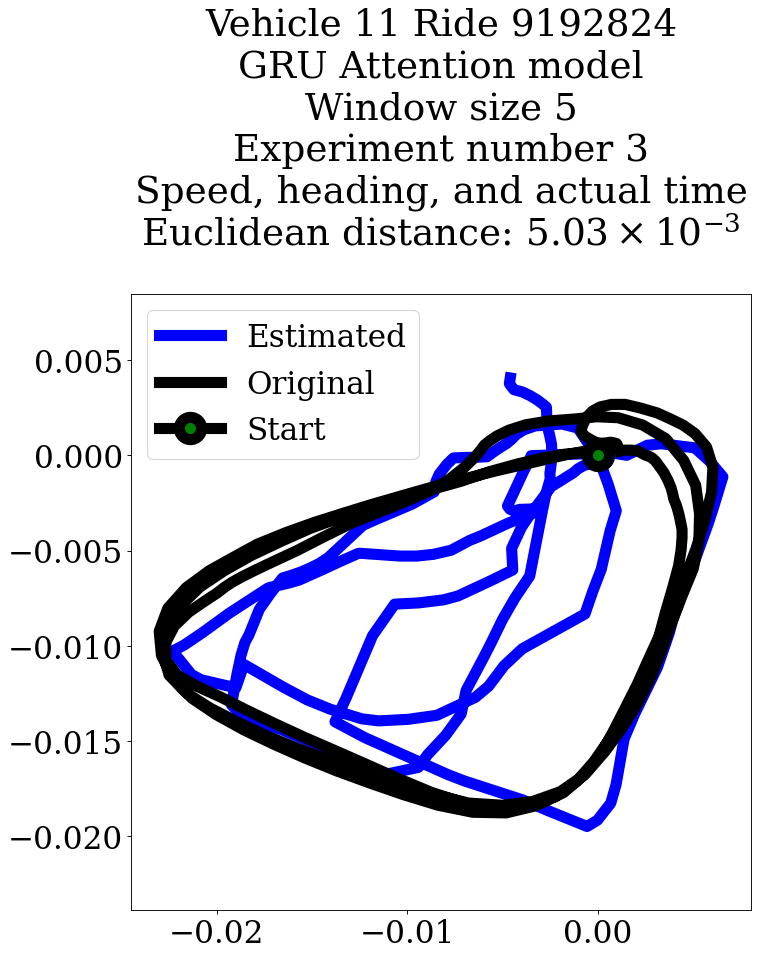 Vehicle 11 Ride 9192824
GRU Attention model
Window size 5
Experiment number 3
Speed, heading, and actual time
Euclidean distance: 5.03 × 10⁻³
Estimated
Original
Start
0.005
0.000
−0.005
−0.010
−0.015
−0.020
−0.02 −0.01 0.00